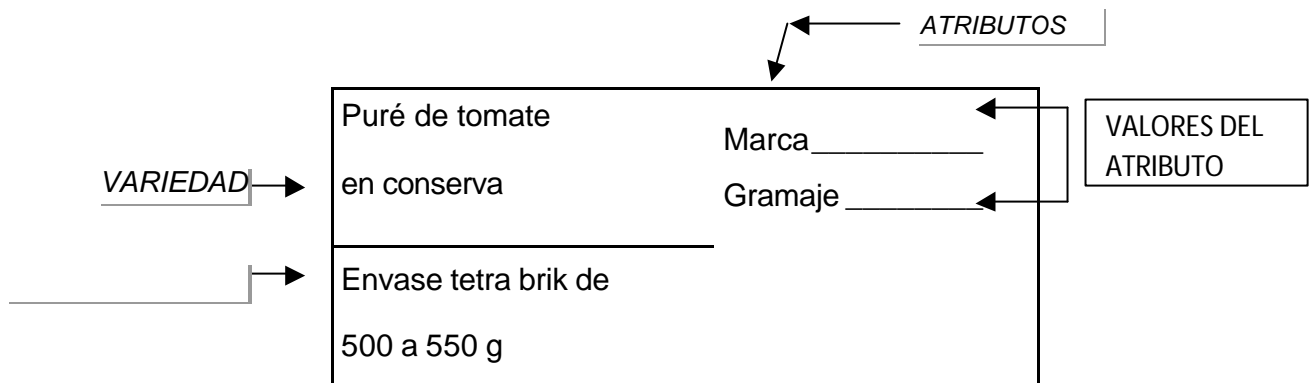 ATRIBUTOS
Puré de tomate
Marca__________
VALORES DEL
ATRIBUTO
VARIEDAD
en conserva
Gramaje ________
Envase tetra brik de
500 a 550 g